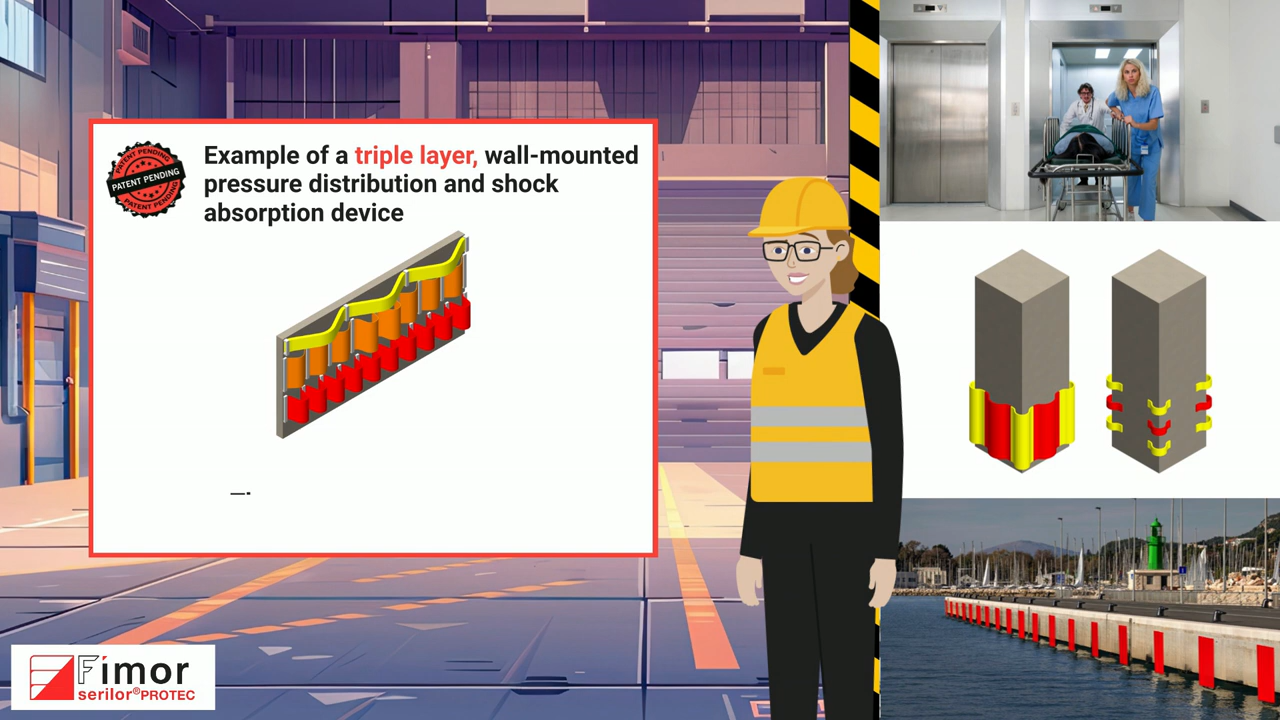 PATENT PENDING
PATENT PENDING
PATENT PENDING
Example of a triple layer, wall-mounted
pressure distribution and shock
absorption device
Fimor
serilor®PROTEC